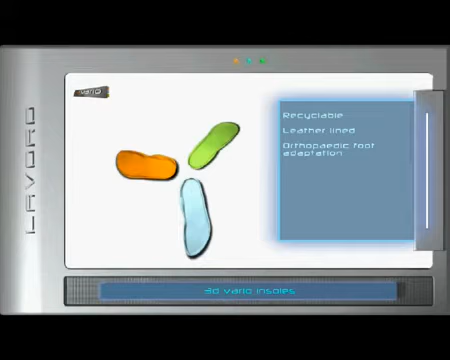 VARIO
LAVORO
Recyclable
Leather lined
Orthopaedic foot
adaptation
3d vario insoles